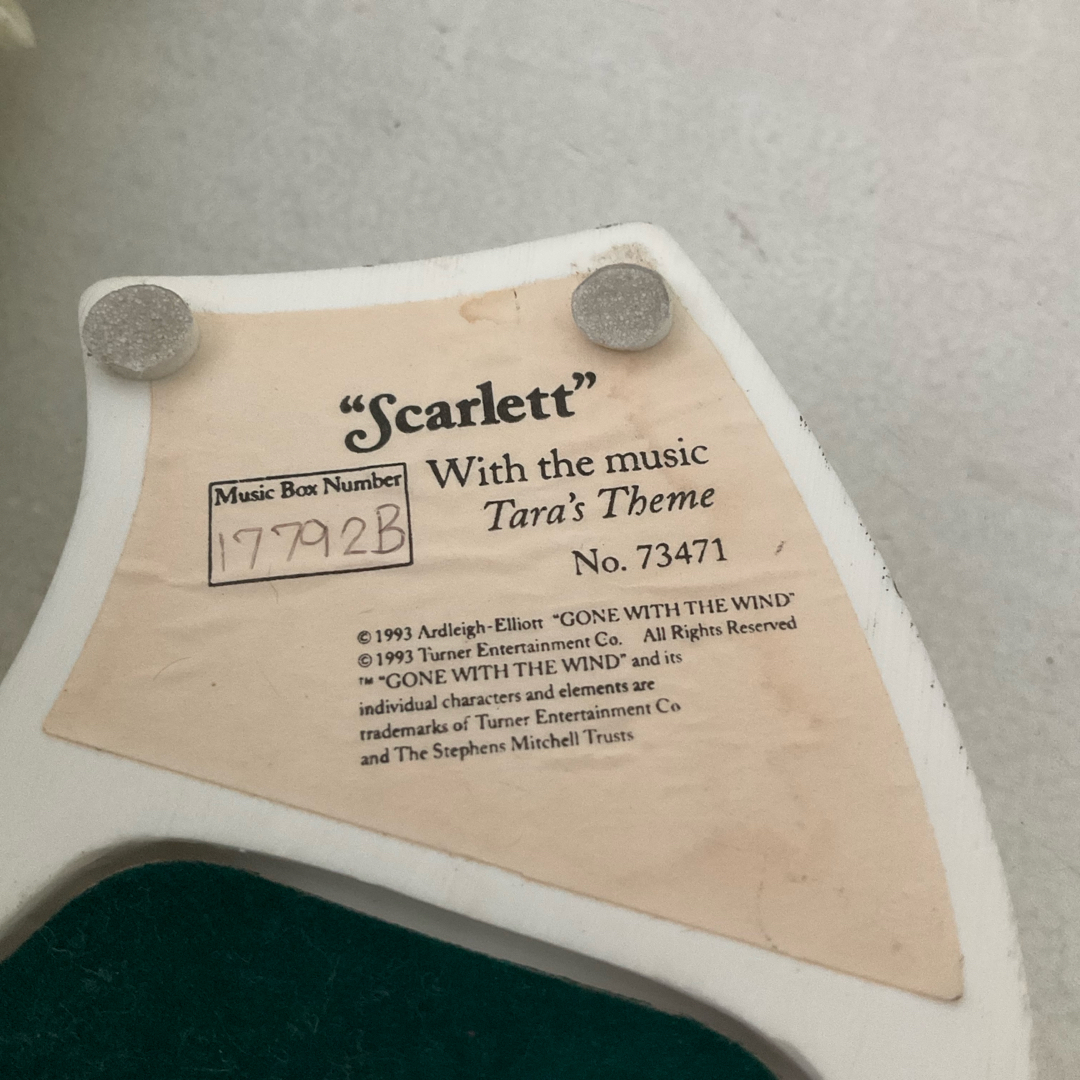 “Scarlett”
With the music
Tara's Theme
No. 73471
Music Box Number
17792B
© 1993 Ardleigh-Elliott “GONE WITH THE WIND”
© 1993 Turner Entertainment Co. All Rights Reserved
™ “GONE WITH THE WIND” and its
individual characters and elements are
trademarks of Turner Entertainment Co
and The Stephens Mitchell Trusts